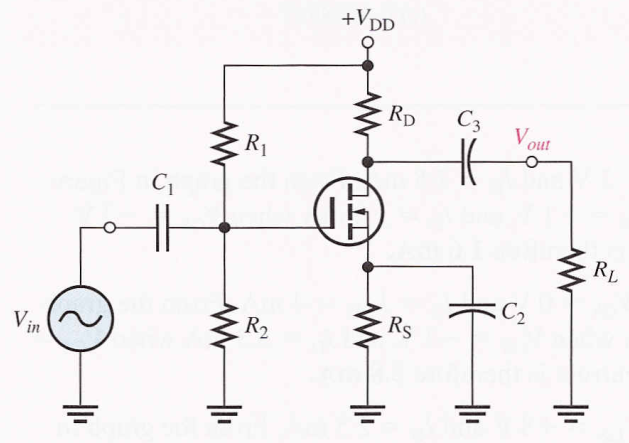 +V_DD
R_D
C_3
V_out
R_1
C_1
R_L
V_in
R_2
R_S
C_2